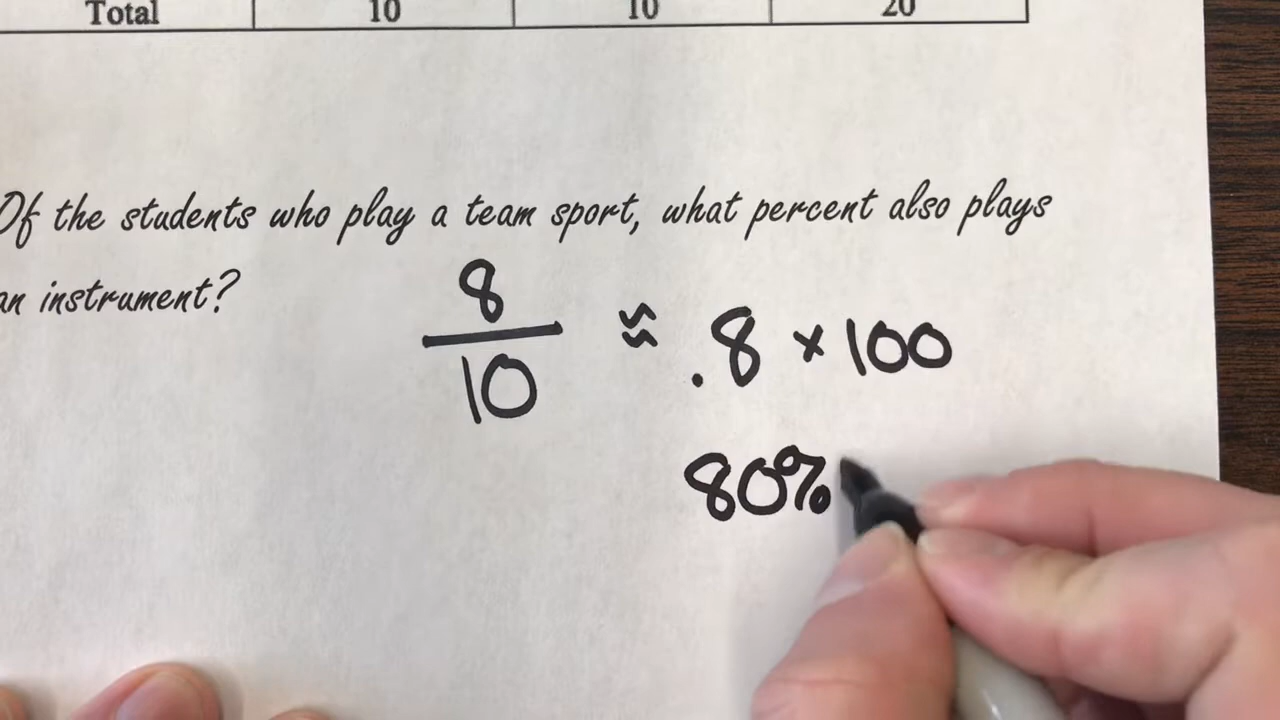 Total 10 10 20
Of the students who play a team sport, what percent also plays
an instrument?
8
10
≈ .8 × 100
80%